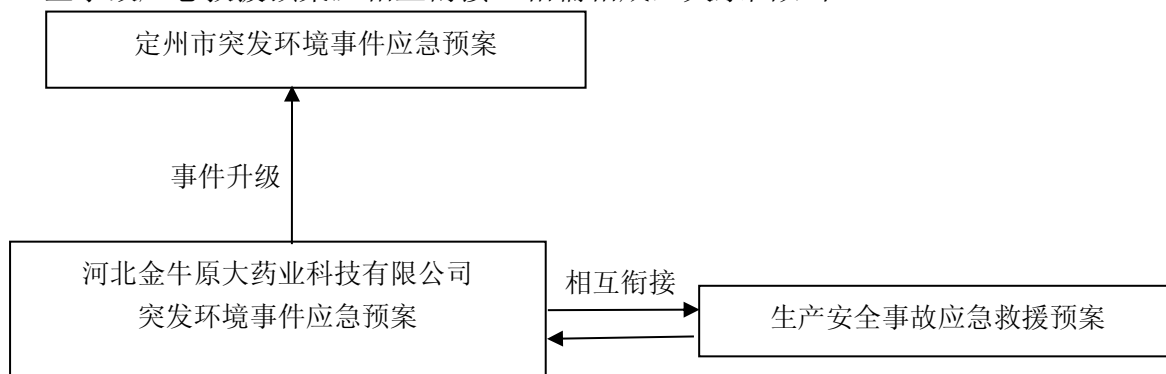 定州市突发环境事件应急预案
事件升级
河北金牛原大药业科技有限公司
突发环境事件应急预案
相互衔接
生产安全事故应急救援预案